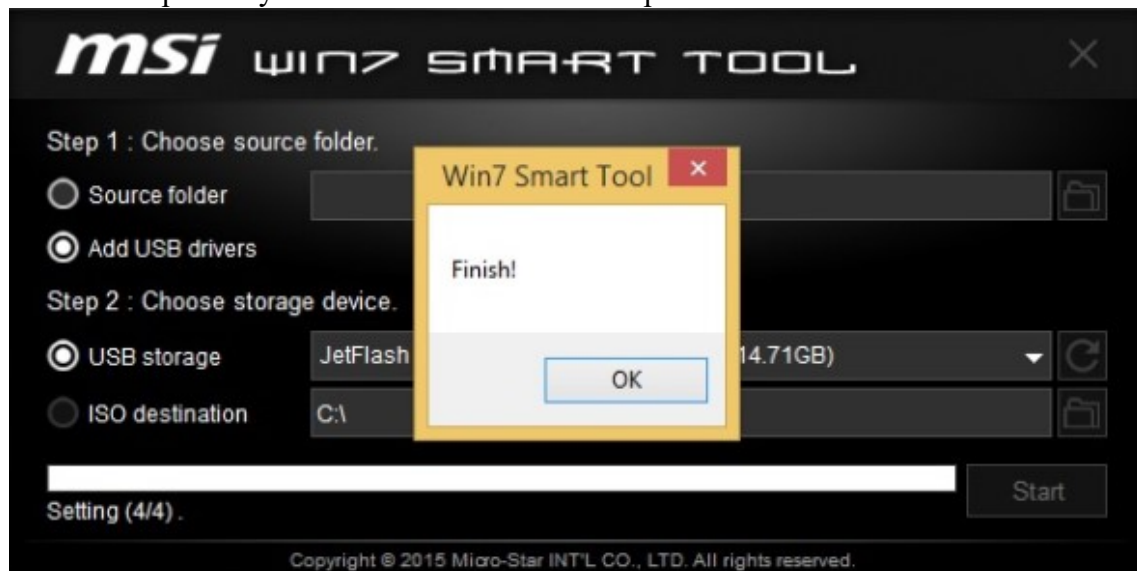 msi WIN7 SMART TOOL
Step 1 : Choose source folder.
Source folder
Add USB drivers
Step 2 : Choose storage device.
USB storage
JetFlash
14.71GB)
ISO destination
C:\
Setting (4/4) .
Start
Win7 Smart Tool
Finish!
OK
Copyright © 2015 Micro-Star INT'L CO., LTD. All rights reserved.